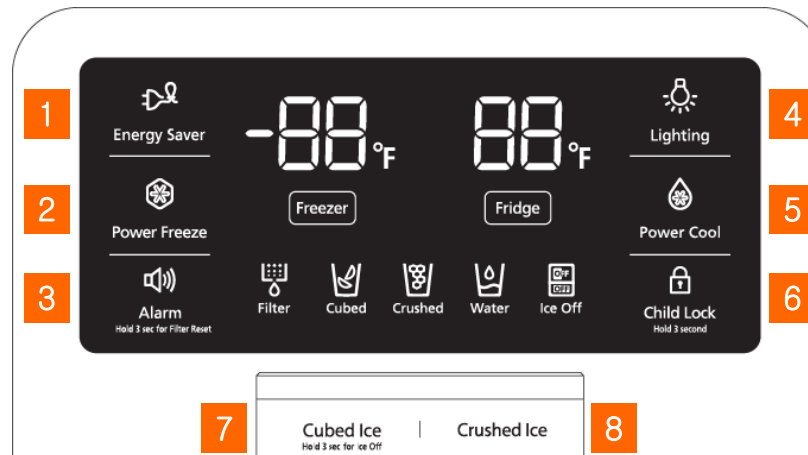 1
Energy Saver
2
Power Freeze
3
Alarm
Hold 3 sec for Filter Reset
-88°F
Freezer
88°F
Fridge
Filter
Cubed
Crushed
Water
OFF
OFF
Ice Off
4
Lighting
5
Power Cool
6
Child Lock
Hold 3 second
7
Cubed Ice
Hold 3 sec for Ice Off
|
Crushed Ice
8